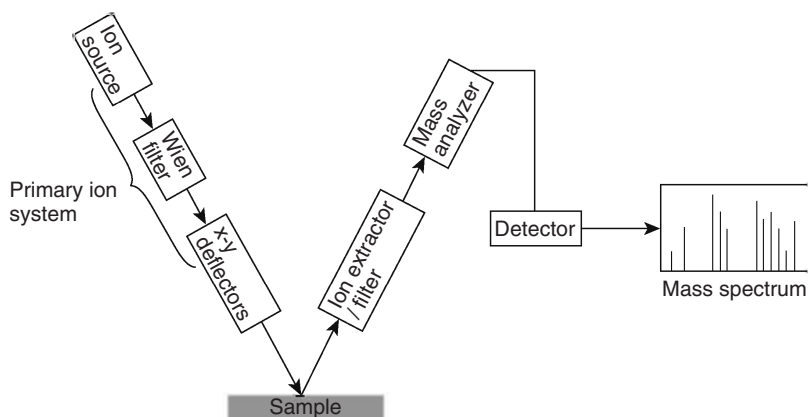 Ion
source
Wien
filter
Primary ion
system
x-y
deflectors
Sample
Ion extractor
/ filter
Mass
analyzer
Detector
Mass spectrum